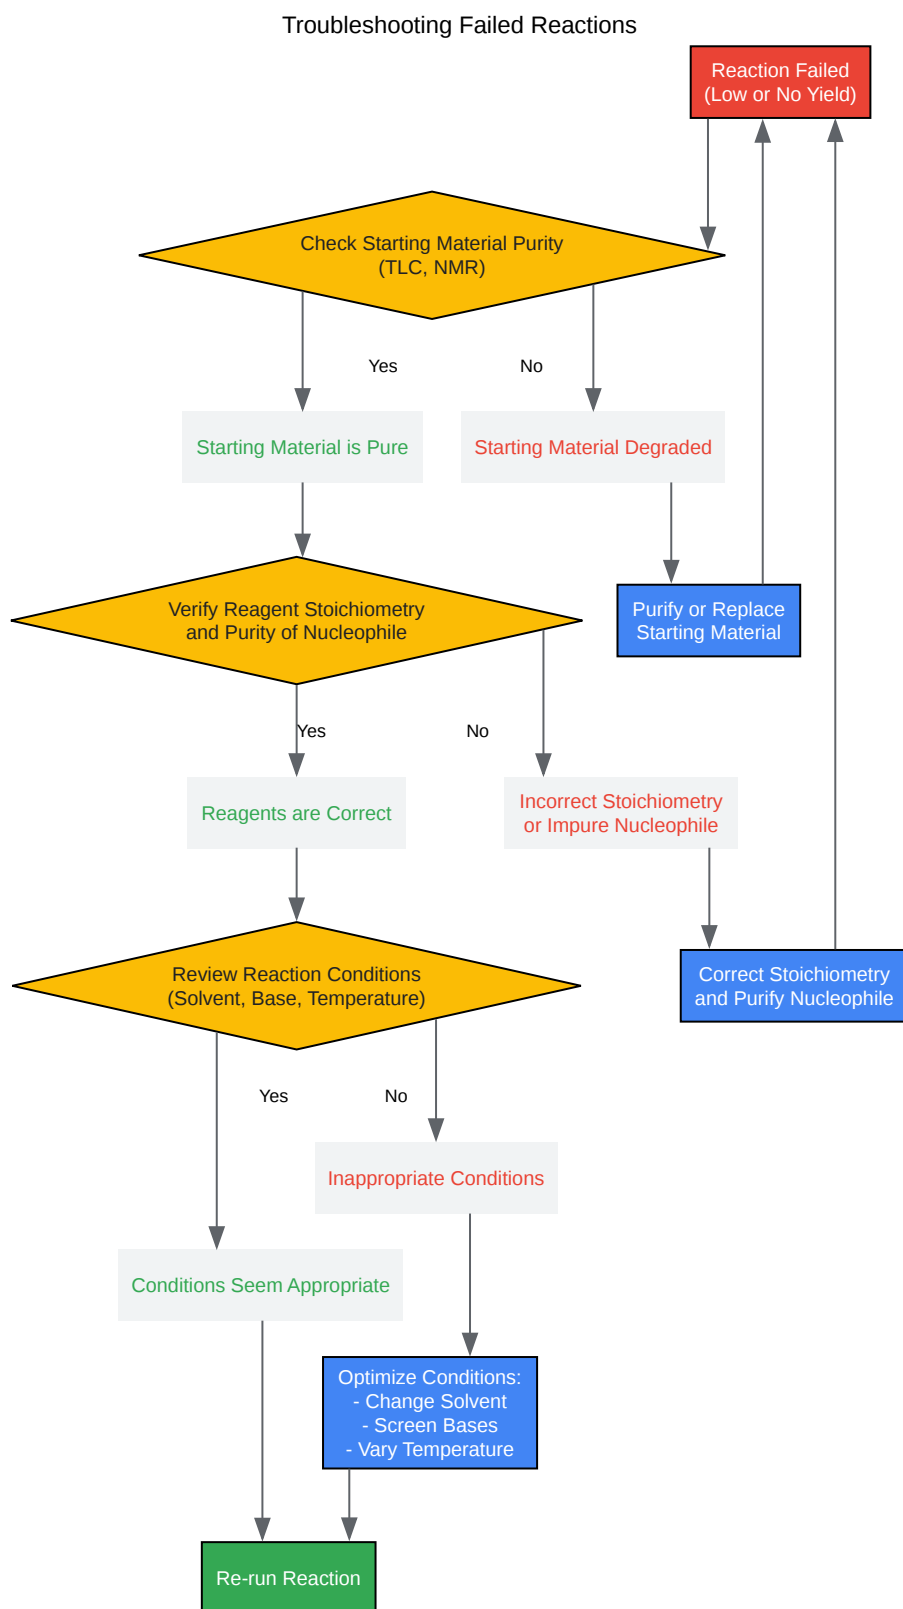 Troubleshooting Failed Reactions
Reaction Failed
(Low or No Yield)
Check Starting Material Purity
(TLC, NMR)
Yes
No
Starting Material is Pure
Starting Material Degraded
Verify Reagent Stoichiometry
and Purity of Nucleophile
Purify or Replace
Starting Material
Yes
No
Reagents are Correct
Incorrect Stoichiometry
or Impure Nucleophile
Review Reaction Conditions
(Solvent, Base, Temperature)
Correct Stoichiometry
and Purify Nucleophile
Yes
No
Inappropriate Conditions
Conditions Seem Appropriate
Optimize Conditions:
- Change Solvent
- Screen Bases
- Vary Temperature
Re-run Reaction